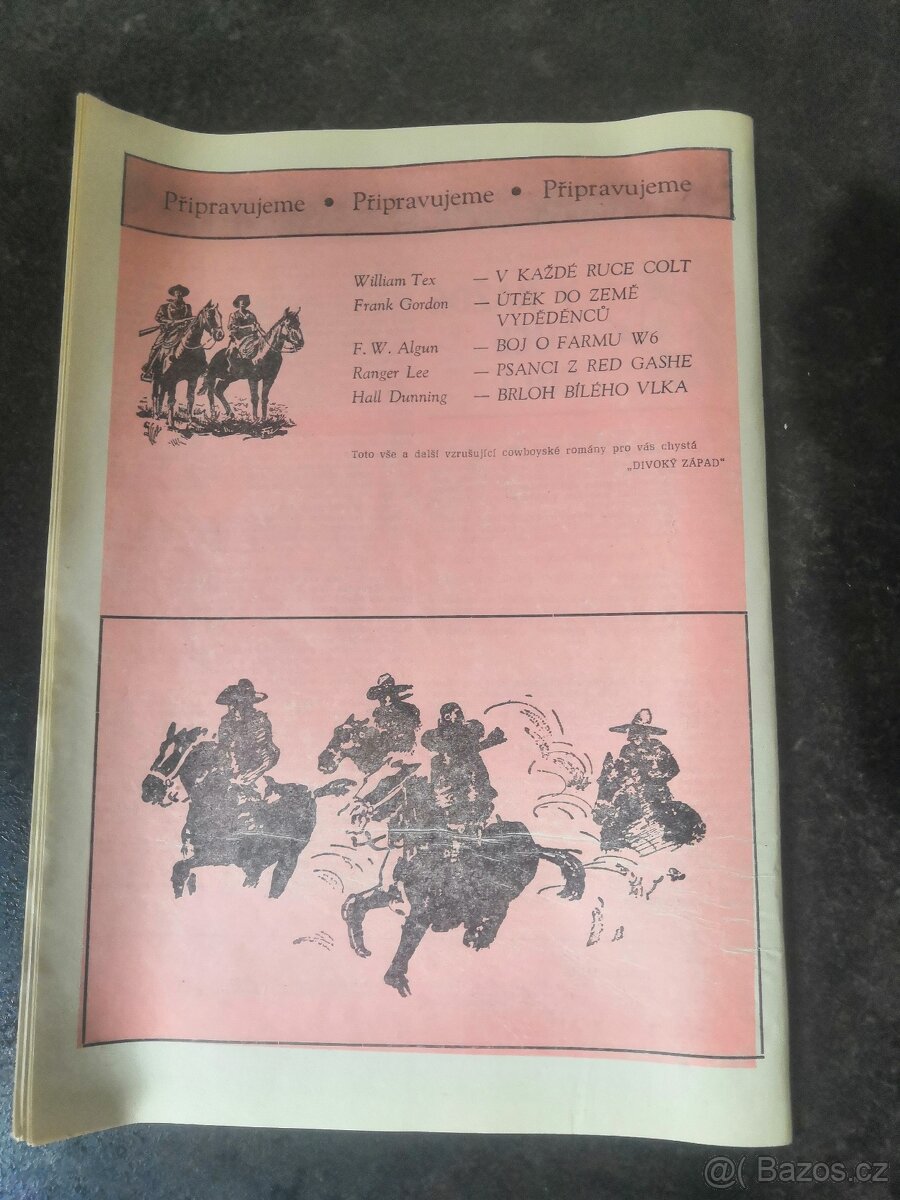 Připravujeme • Připravujeme • Připravujeme
William Tex — V KAŽDÉ RUCE COLT
Frank Gordon — ÚTĚK DO ZEMĚ
VYDĚDĚNCŮ
F. W. Algun — BOJ O FARMU W6
Ranger Lee — PSANCI Z RED GASHE
Hall Dunning — BRLOH BÍLÉHO VLKA
Toto vše a další vzrušující cowboyské romány pro vás chystá
„DIVOKÝ ZÁPAD“
@( Bazos.cz